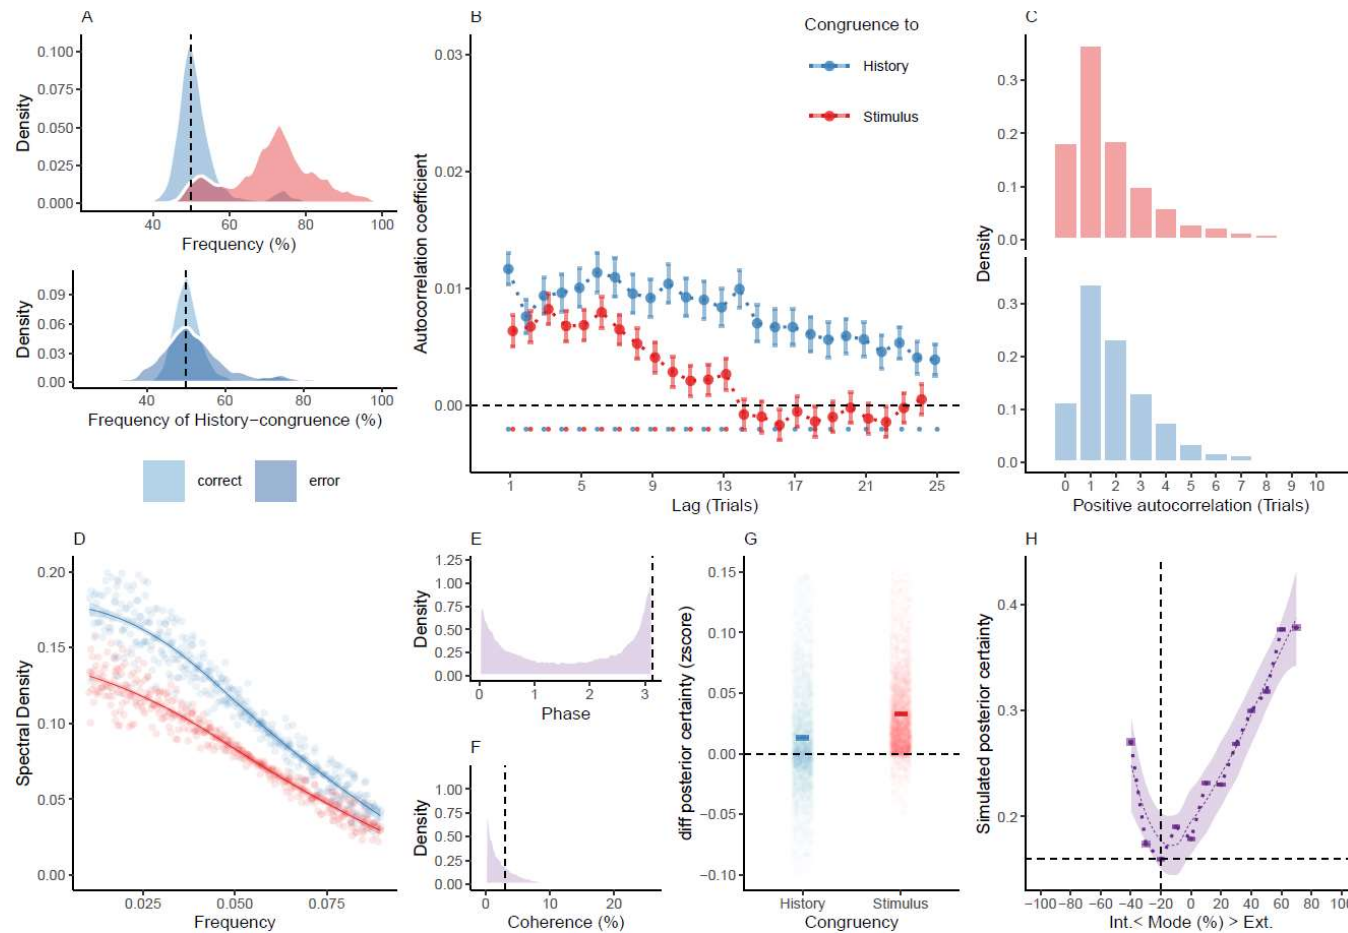 A
0.100
0.075
0.050
0.025
0.000
Density
40 60 80 100
Frequency (%)
0.09
0.06
0.03
0.00
Density
40 60 80 100
Frequency of History−congruence (%)
correct error
B
Congruence to
History
Stimulus
0.03
0.02
0.01
0.00
Autocorrelation coefficient
1 5 9 13 17 21 25
Lag (Trials)
C
0.3
0.2
0.1
0.0
Density
0.3
0.2
0.1
0.0
0 1 2 3 4 5 6 7 8 9 10
Positive autocorrelation (Trials)
D
0.20
0.15
0.10
0.05
0.00
Spectral Density
0.025 0.050 0.075
Frequency
E
1.25
1.00
0.75
0.50
0.25
0.00
Density
0 1 2 3
Phase
F
1.00
0.75
0.50
0.25
0.00
Density
0 10 20
Coherence (%)
G
0.15
0.10
0.05
0.00
−0.05
−0.10
diff posterior certainty (zscore)
History Stimulus
Congruency
H
0.4
0.3
0.2
Simulated posterior certainty
−100 −80 −60 −40 −20 0 20 40 60 80 100
Int.< Mode (%) > Ext.